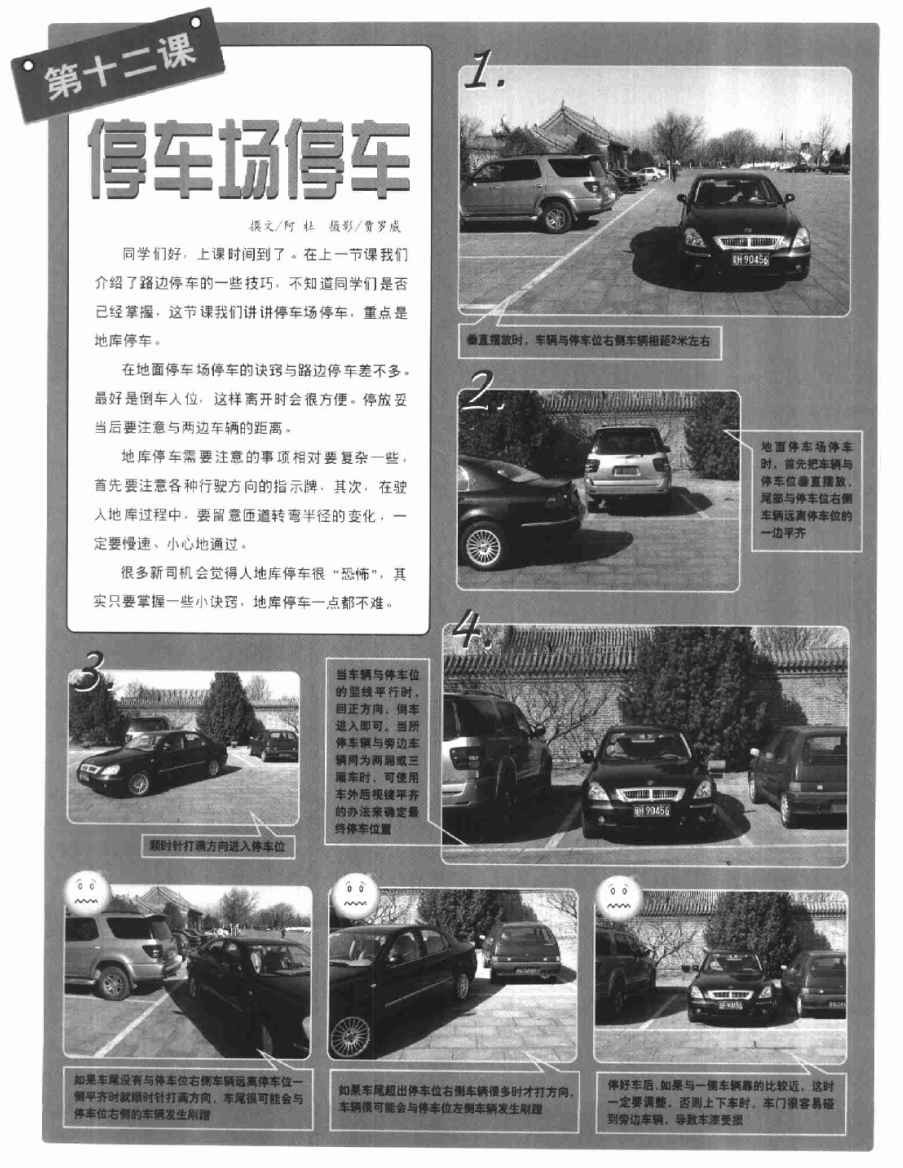 第十二课
停车场停车
撰文/阿 杜 摄影/贾罗威
同学们好，上课时间到了。在上一节课我们
介绍了路边停车的一些技巧，不知道同学们是否
已经掌握，这节课我们讲讲停车场停车，重点是
地库停车。
在地面停车场停车的诀窍与路边停车差不多。
最好是倒车人位，这样离开时会很方便。停放妥
当后要注意与两边车辆的距离。
地库停车需要注意的事项相对要复杂一些，
首先要注意各种行驶方向的指示牌，其次，在驶
人地库过程中，要留意匝道转弯半径的变化，一
定要慢速、小心地通过。
很多新司机会觉得人地库停车很“恐怖”，其
实只要掌握一些小诀窍，地库停车一点都不难。
1.
H 90456
垂直摆放时，车辆与停车位右侧车辆相距2米左右
2.
地面停车场停车
时，首先把车辆与
停车位垂直摆放，
尾部与停车位右侧
车辆远离停车位的
一边平齐
3
顺时针打满方向进入停车位
4.
当车辆与停车位
的竖线平行时，
回正方向，倒车
进入即可。当所
停车辆与旁边车
辆同为两厢或三
厢车时，可使用
车外后视镜平齐
的办法来确定最
终停车位置
H 90456
如果车尾没有与停车位右侧车辆远离停车位一
侧平齐时就顺时针打满方向，车尾很可能会与
停车位右侧的车辆发生剐蹭
如果车尾超出停车位右侧车辆很多时才打方向，
车辆很可能会与停车位左侧车辆发生剐蹭
停好车后，如果与一侧车辆靠的比较近，这时
一定要调整，否则上下车时，车门很容易碰
到旁边车辆，导致车漆受损